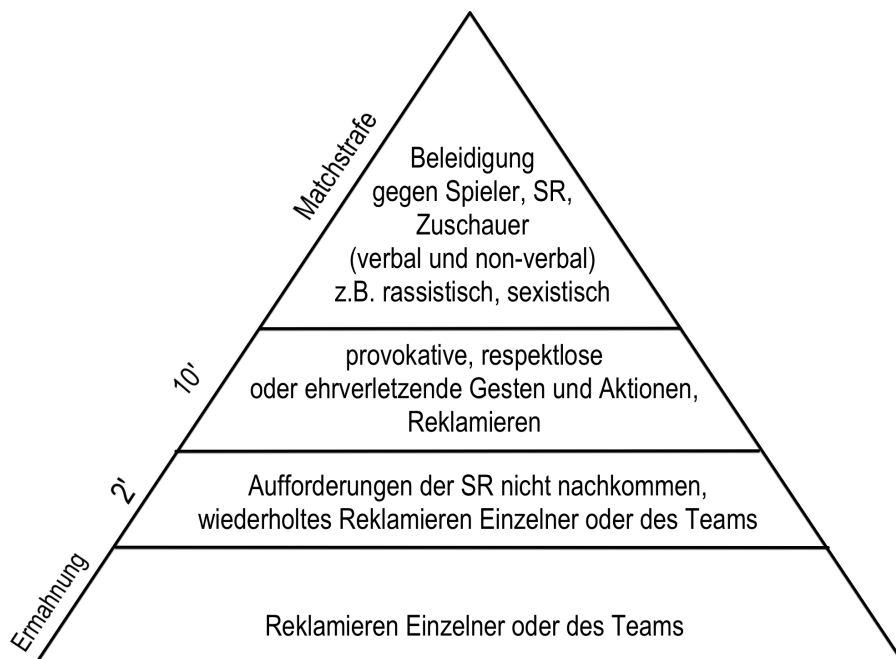 Matchstrafe
Beleidigung
gegen Spieler, SR,
Zuschauer
(verbal und non-verbal)
z.B. rassistisch, sexistisch
10'
provokative, respektlose
oder ehrverletzende Gesten und Aktionen,
Reklamieren
2'
Aufforderungen der SR nicht nachkommen,
wiederholtes Reklamieren Einzelner oder des Teams
Ermahnung
Reklamieren Einzelner oder des Teams